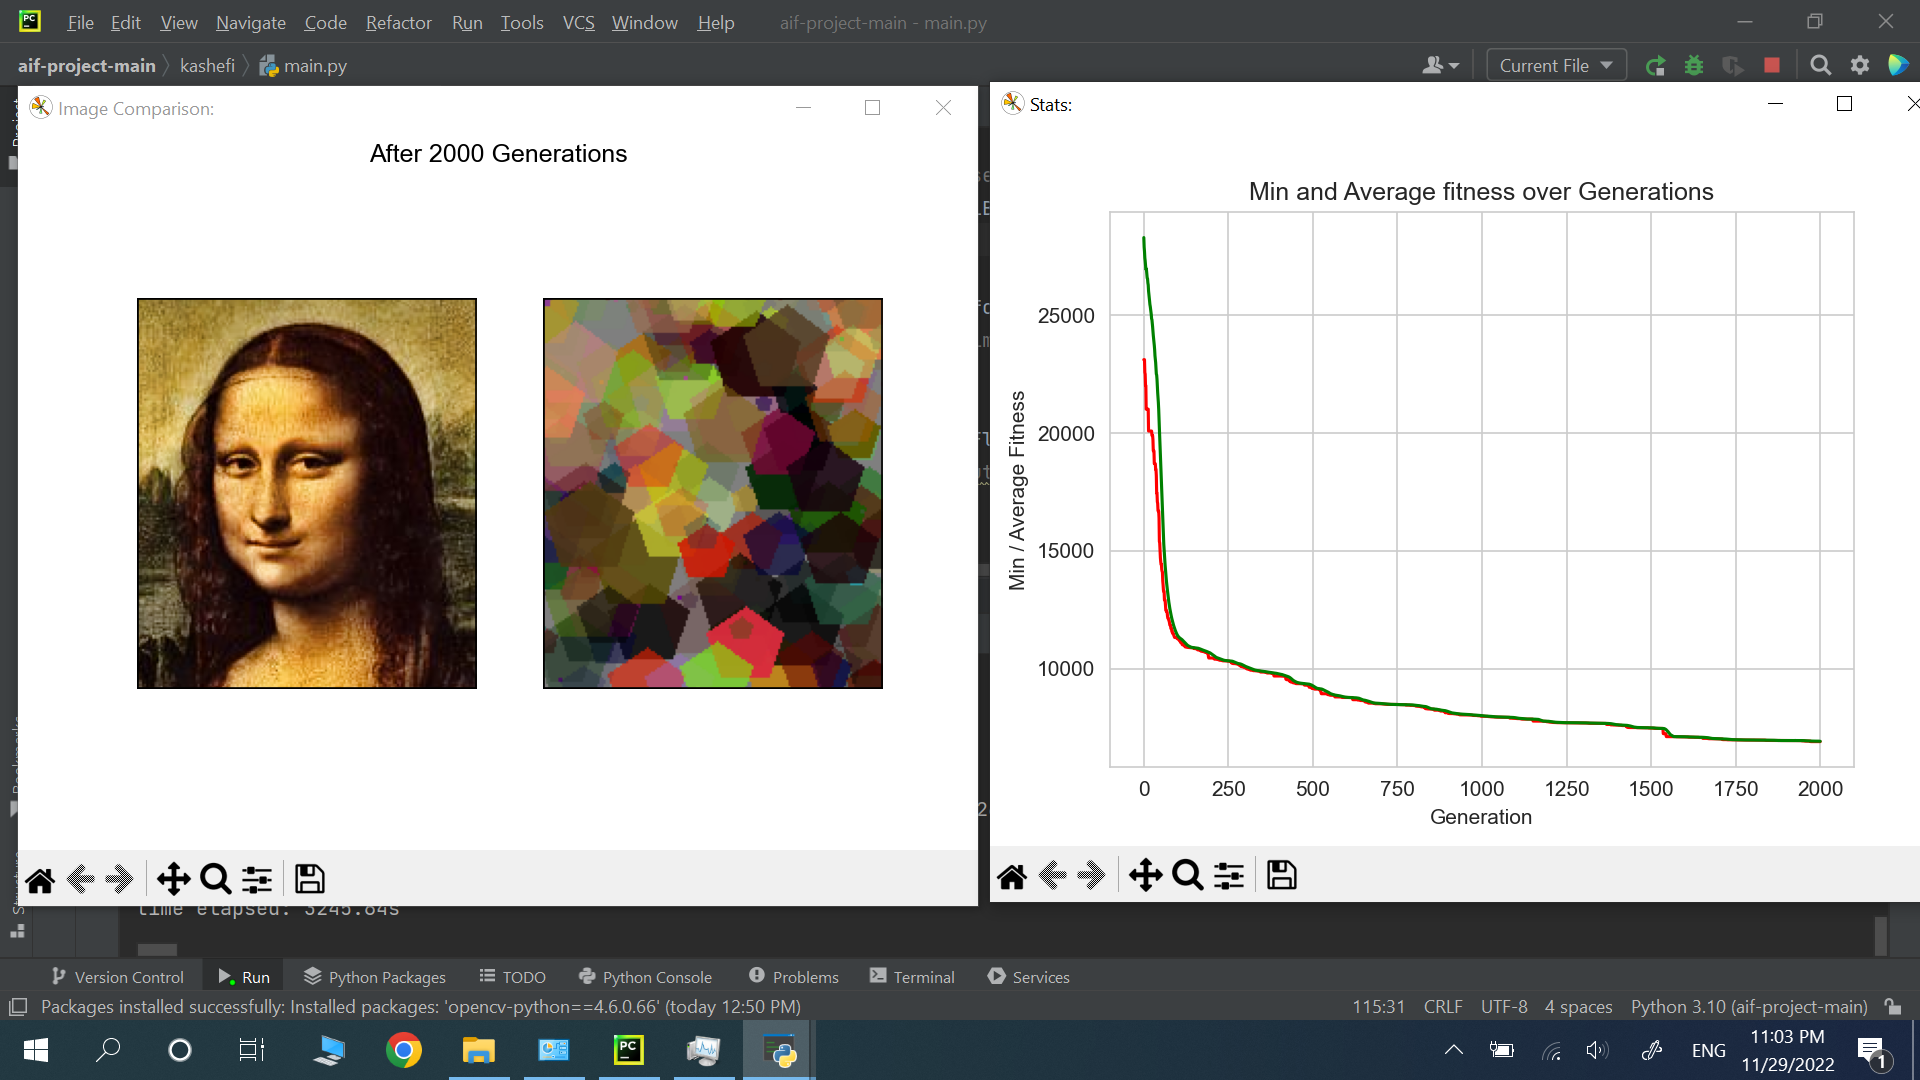 PC File Edit View Navigate Code Refactor Run Tools VCS Window Help aif-project-main - main.py
aif-project-main kashefi main.py Current File
Image Comparison:
After 2000 Generations
Stats:
Min and Average fitness over Generations
25000
20000
15000
10000
Min / Average Fitness
0 250 500 750 1000 1250 1500 1750 2000
Generation
time elapsed: 3245.84s
Version Control Run Python Packages TODO Python Console Problems Terminal Services
Packages installed successfully: Installed packages: 'opencv-python==4.6.0.66' (today 12:50 PM) 115:31 CRLF UTF-8 4 spaces Python 3.10 (aif-project-main)
PC ENG 11:03 PM
11/29/2022 1